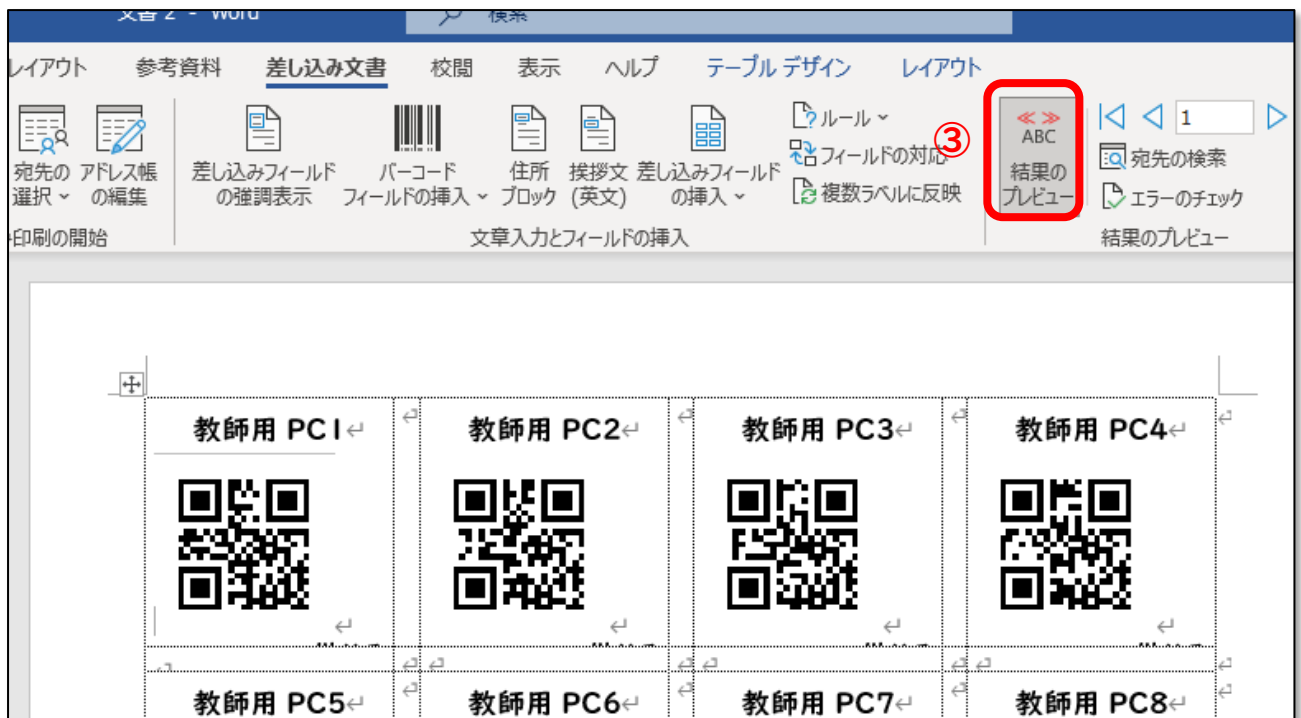 文書 2 - Word
検索
レイアウト 参考資料 差し込み文書 校閲 表示 ヘルプ テーブル デザイン レイアウト
宛先の選択
アドレス帳の編集
差し込みフィールドの強調表示
バーコードフィールドの挿入
住所ブロック
挨拶文(英文)
差し込みフィールドの挿入
ルール
フィールドの対応
複数ラベルに反映
③
ABC
結果のプレビュー
1
宛先の検索
エラーのチェック
印刷の開始 文章入力とフィールドの挿入 結果のプレビュー
教師用 PC1 教師用 PC2 教師用 PC3 教師用 PC4
教師用 PC5 教師用 PC6 教師用 PC7 教師用 PC8